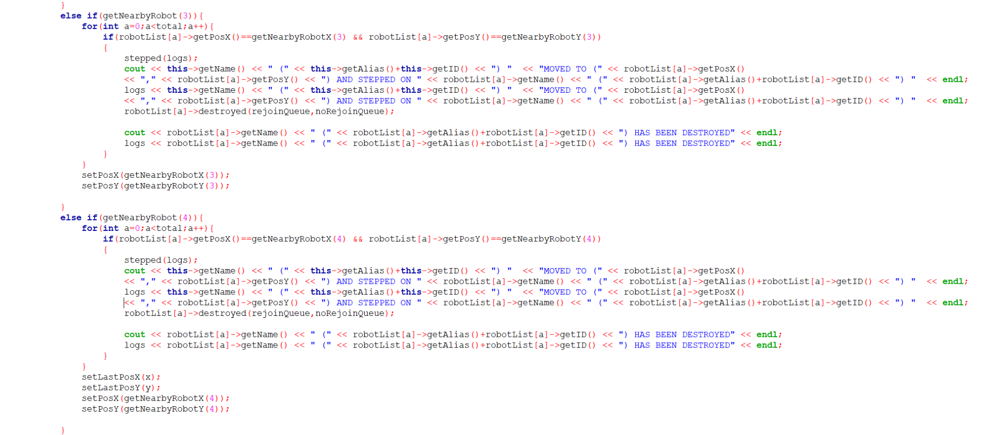 }
else if(getNearbyRobot(3)){
for(int a=0;a<total;a++){
if(robotList[a]->getPosX()==getNearbyRobotX(3) && robotList[a]->getPosY()==getNearbyRobotY(3))
{
stepped(logs);
cout << this->getName() << " (" << this->getAlias()+this->getID() << ") "  << "MOVED TO (" << robotList[a]->getPosX()
<< "," << robotList[a]->getPosY() << ") AND STEPPED ON " << robotList[a]->getName() << " (" << robotList[a]->getAlias()+robotList[a]->getID() << ") "  << endl;
logs << this->getName() << " (" << this->getAlias()+this->getID() << ") "  << "MOVED TO (" << robotList[a]->getPosX()
<< "," << robotList[a]->getPosY() << ") AND STEPPED ON " << robotList[a]->getName() << " (" << robotList[a]->getAlias()+robotList[a]->getID() << ") "  << endl;
robotList[a]->destroyed(rejoinQueue,noRejoinQueue);
cout << robotList[a]->getName() << " (" << robotList[a]->getAlias()+robotList[a]->getID() << ") HAS BEEN DESTROYED" << endl;
logs << robotList[a]->getName() << " (" << robotList[a]->getAlias()+robotList[a]->getID() << ") HAS BEEN DESTROYED" << endl;
}
}
setPosX(getNearbyRobotX(3));
setPosY(getNearbyRobotY(3));
}
else if(getNearbyRobot(4)){
for(int a=0;a<total;a++){
if(robotList[a]->getPosX()==getNearbyRobotX(4) && robotList[a]->getPosY()==getNearbyRobotY(4))
{
stepped(logs);
cout << this->getName() << " (" << this->getAlias()+this->getID() << ") "  << "MOVED TO (" << robotList[a]->getPosX()
<< "," << robotList[a]->getPosY() << ") AND STEPPED ON " << robotList[a]->getName() << " (" << robotList[a]->getAlias()+robotList[a]->getID() << ") "  << endl;
logs << this->getName() << " (" << this->getAlias()+this->getID() << ") "  << "MOVED TO (" << robotList[a]->getPosX()
<< "," << robotList[a]->getPosY() << ") AND STEPPED ON " << robotList[a]->getName() << " (" << robotList[a]->getAlias()+robotList[a]->getID() << ") "  << endl;
robotList[a]->destroyed(rejoinQueue,noRejoinQueue);
cout << robotList[a]->getName() << " (" << robotList[a]->getAlias()+robotList[a]->getID() << ") HAS BEEN DESTROYED" << endl;
logs << robotList[a]->getName() << " (" << robotList[a]->getAlias()+robotList[a]->getID() << ") HAS BEEN DESTROYED" << endl;
}
}
setLastPosX(x);
setLastPosY(y);
setPosX(getNearbyRobotX(4));
setPosY(getNearbyRobotY(4));
}